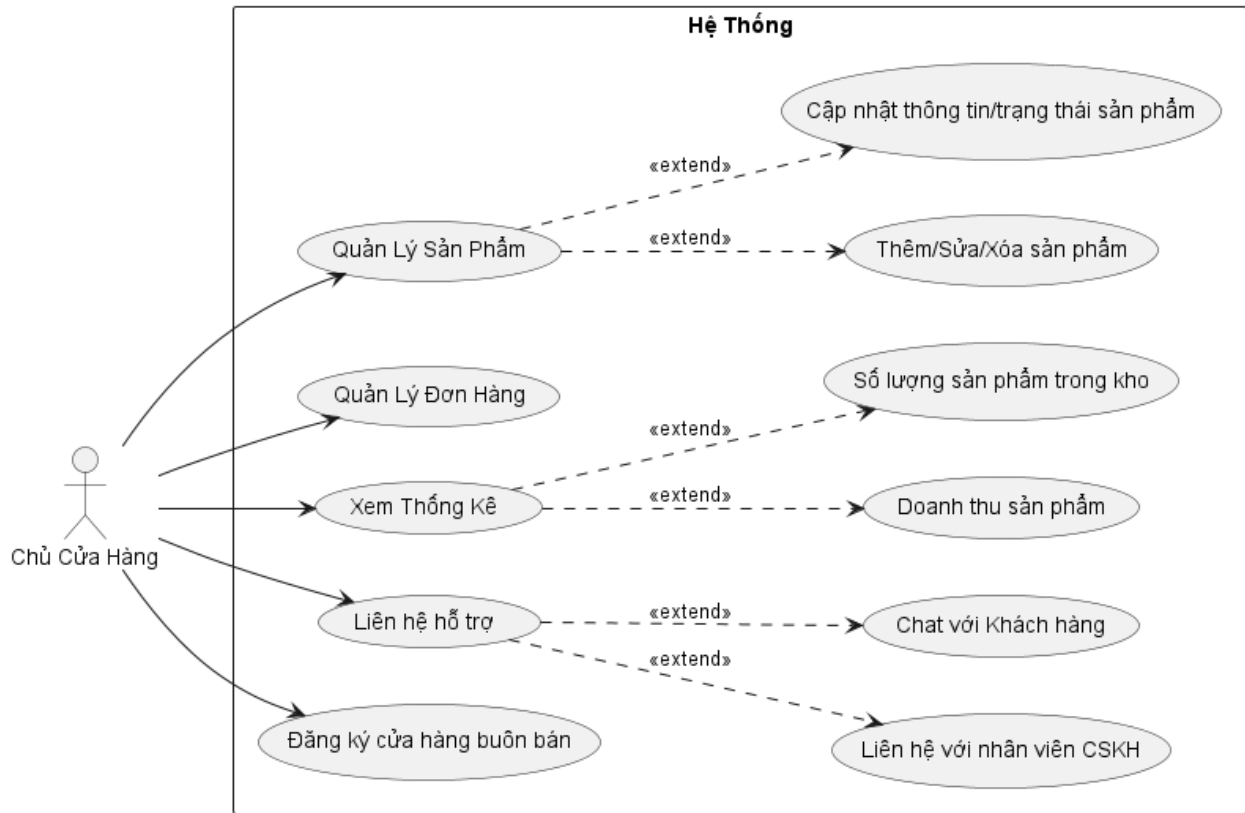 Hệ Thống
Cập nhật thông tin/trạng thái sản phẩm
«extend»
Quản Lý Sản Phẩm
«extend»
Thêm/Sửa/Xóa sản phẩm
Số lượng sản phẩm trong kho
Quản Lý Đơn Hàng
«extend»
Xem Thống Kê
«extend»
Doanh thu sản phẩm
Chủ Cửa Hàng
Liên hệ hỗ trợ
«extend»
Chat với Khách hàng
«extend»
Đăng ký cửa hàng buôn bán
Liên hệ với nhân viên CSKH